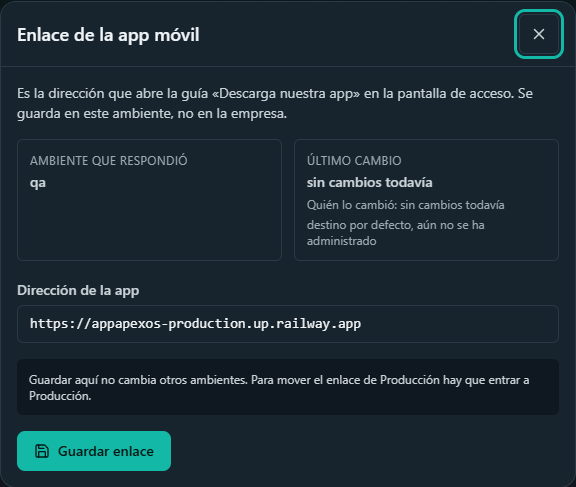 Enlace de la app móvil
Es la dirección que abre la guía «Descarga nuestra app» en la pantalla de acceso. Se
guarda en este ambiente, no en la empresa.
AMBIENTE QUE RESPONDIÓ
qa
ÚLTIMO CAMBIO
sin cambios todavía
Quién lo cambió: sin cambios todavía
destino por defecto, aún no se ha
administrado
Dirección de la app
https://appapexos-production.up.railway.app
Guardar aquí no cambia otros ambientes. Para mover el enlace de Producción hay que entrar a
Producción.
Guardar enlace